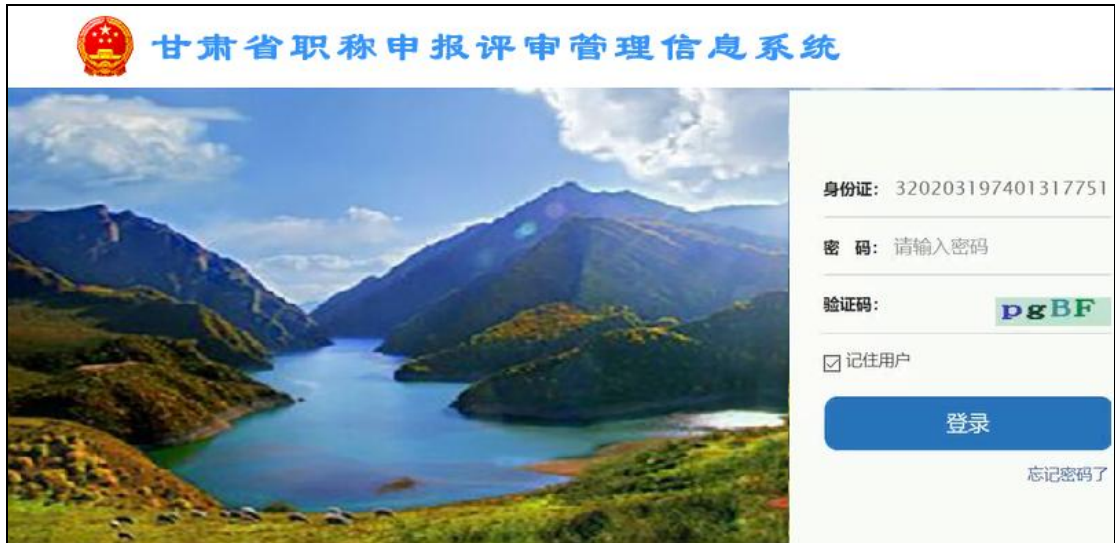 甘肃省职称申报评审管理信息系统
身份证： 320203197401317751
密 码： 请输入密码
验证码： pgBF
记住用户
登录
忘记密码了